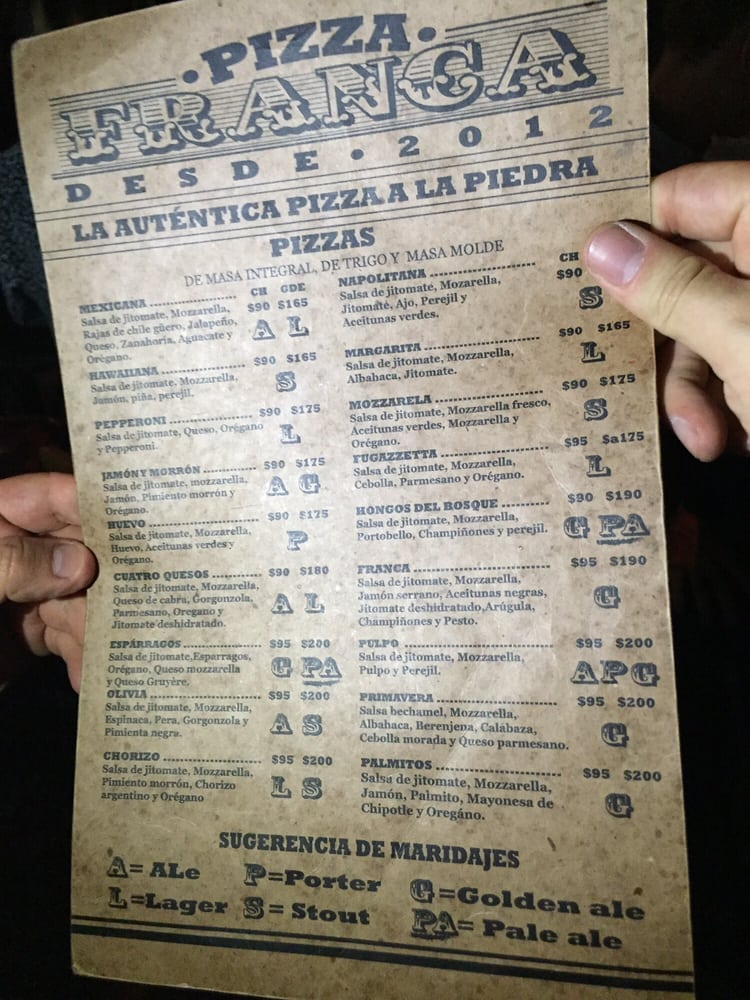 PIZZA
FRANCA
DESDE • 2012
LA AUTÉNTICA PIZZA A LA PIEDRA
PIZZAS
DE MASA INTEGRAL, DE TRIGO Y MASA MOLDE
CH GDE
MEXICANA $90 $165
Salsa de jitomate, Mozzarella,
Rajas de chile güero, Jalapeño,
Queso, Zanahoria, Aguacate y
Orégano.
A L
HAWAIIANA $90 $165
Salsa de jitomate, Mozzarella,
Jamón, piña, perejil.
S
PEPPERONI $90 $175
Salsa de jitomate, Queso, Orégano
y Pepperoni.
L
JAMÓN Y MORRÓN $90 $175
Salsa de jitomate, mozzarella,
Jamón, Pimiento morrón y
Orégano.
A G
HUEVO $90 $175
Salsa de jitomate, Mozzarella,
Huevo, Aceitunas verdes y
Orégano.
P
CUATRO QUESOS $90 $180
Salsa de jitomate, Mozzarella,
Queso de cabra, Gorgonzola,
Parmesano, Oregano y
Jitomate deshidratado.
A L
ESPÁRRAGOS $95 $200
Salsa de jitomate,Esparragos,
Orégano, Queso mozzarella
y Queso Gruyère.
G PA
OLIVIA $95 $200
Salsa de jitomate, Mozzarella,
Espinaca, Pera, Gorgonzola y
Pimienta negra.
A S
CHORIZO $95 $200
Salsa de jitomate, Mozzarella,
Pimiento morrón, Chorizo
argentino y Orégano
L S
CH
NAPOLITANA $90
Salsa de jitomate, Mozarella,
Jitomate, Ajo, Perejil y
Aceitunas verdes.
S
MARGARITA $90 $165
Salsa de jitomate, Mozzarella,
Albahaca, Jitomate.
L
MOZZARELA $90 $175
Salsa de jitomate, Mozzarella fresco,
Aceitunas verdes, Mozzarella y
Orégano.
S
FUGAZZETTA $95 $a175
Salsa de jitomate, Mozzarella,
Cebolla, Parmesano y Orégano.
L
HONGOS DEL BOSQUE $90 $190
Salsa de jitomate, Mozzarella,
Portobello, Champiñones y perejil.
G PA
FRANCA $95 $190
Salsa de jitomate, Mozzarella,
Jamón serrano, Aceitunas negras,
Jitomate deshidratado,Arúgula,
Champiñones y Pesto.
G
PULPO $95 $200
Salsa de jitomate, Mozzarella,
Pulpo y Perejil.
APG
PRIMAVERA $95 $200
Salsa bechamel, Mozzarella,
Albahaca, Berenjena, Calabaza,
Cebolla morada y Queso parmesano.
G
PALMITOS $95 $200
Salsa de jitomate, Mozzarella,
Jamón, Palmito, Mayonesa de
Chipotle y Oregáno.
G
SUGERENCIA DE MARIDAJES
A= ALe P=Porter G=Golden ale
L=Lager S= Stout PA= Pale ale